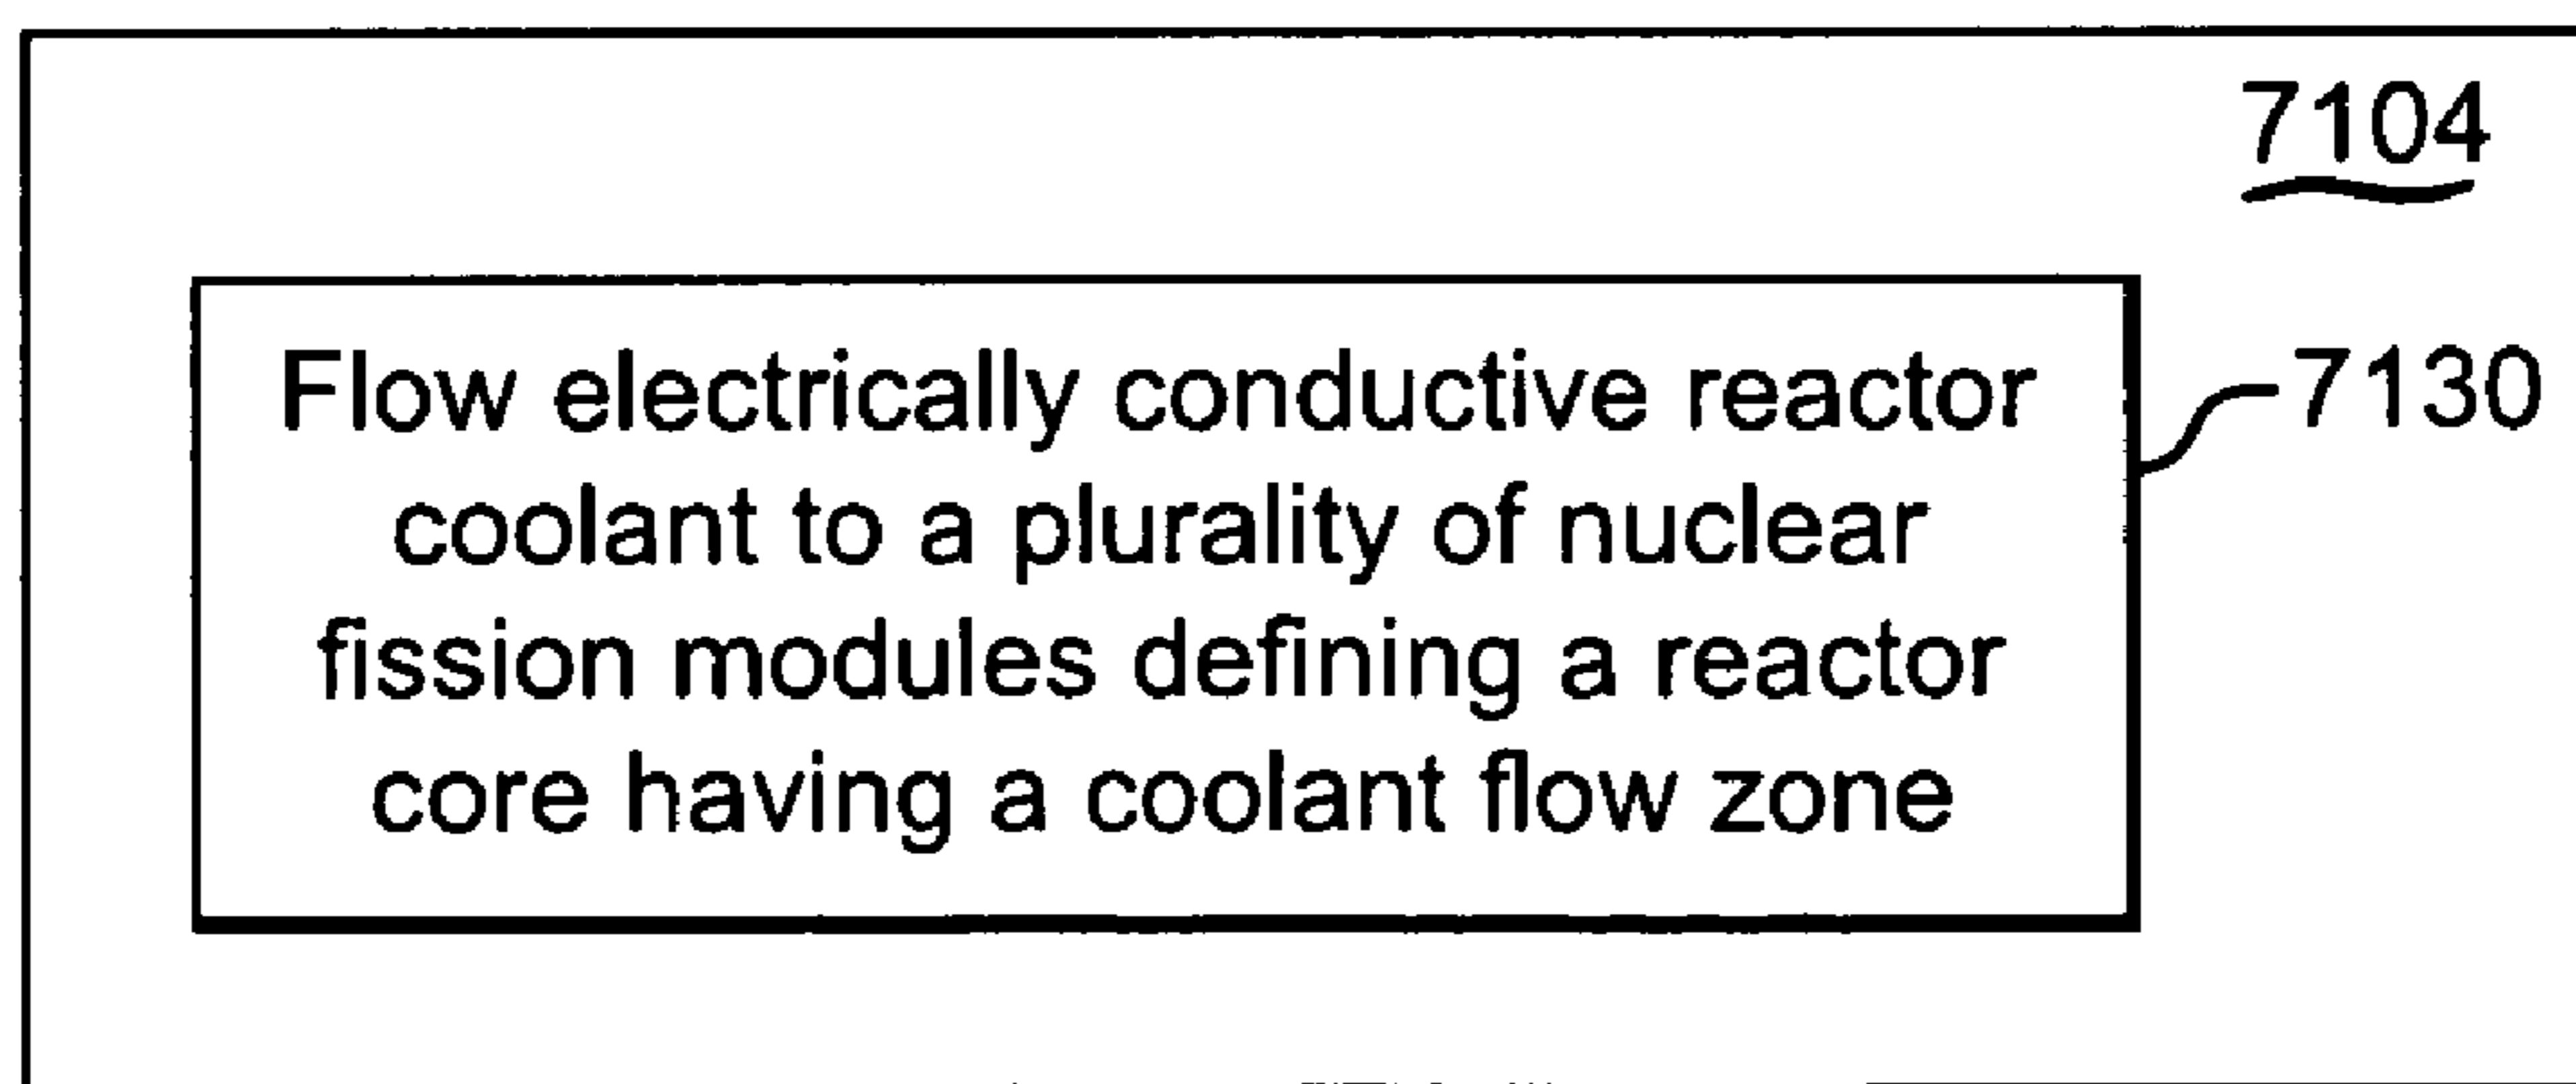 7104
Flow electrically conductive reactor
7130
coolant to a plurality of nuclear
fission modules defining a reactor
core having a coolant flow zone